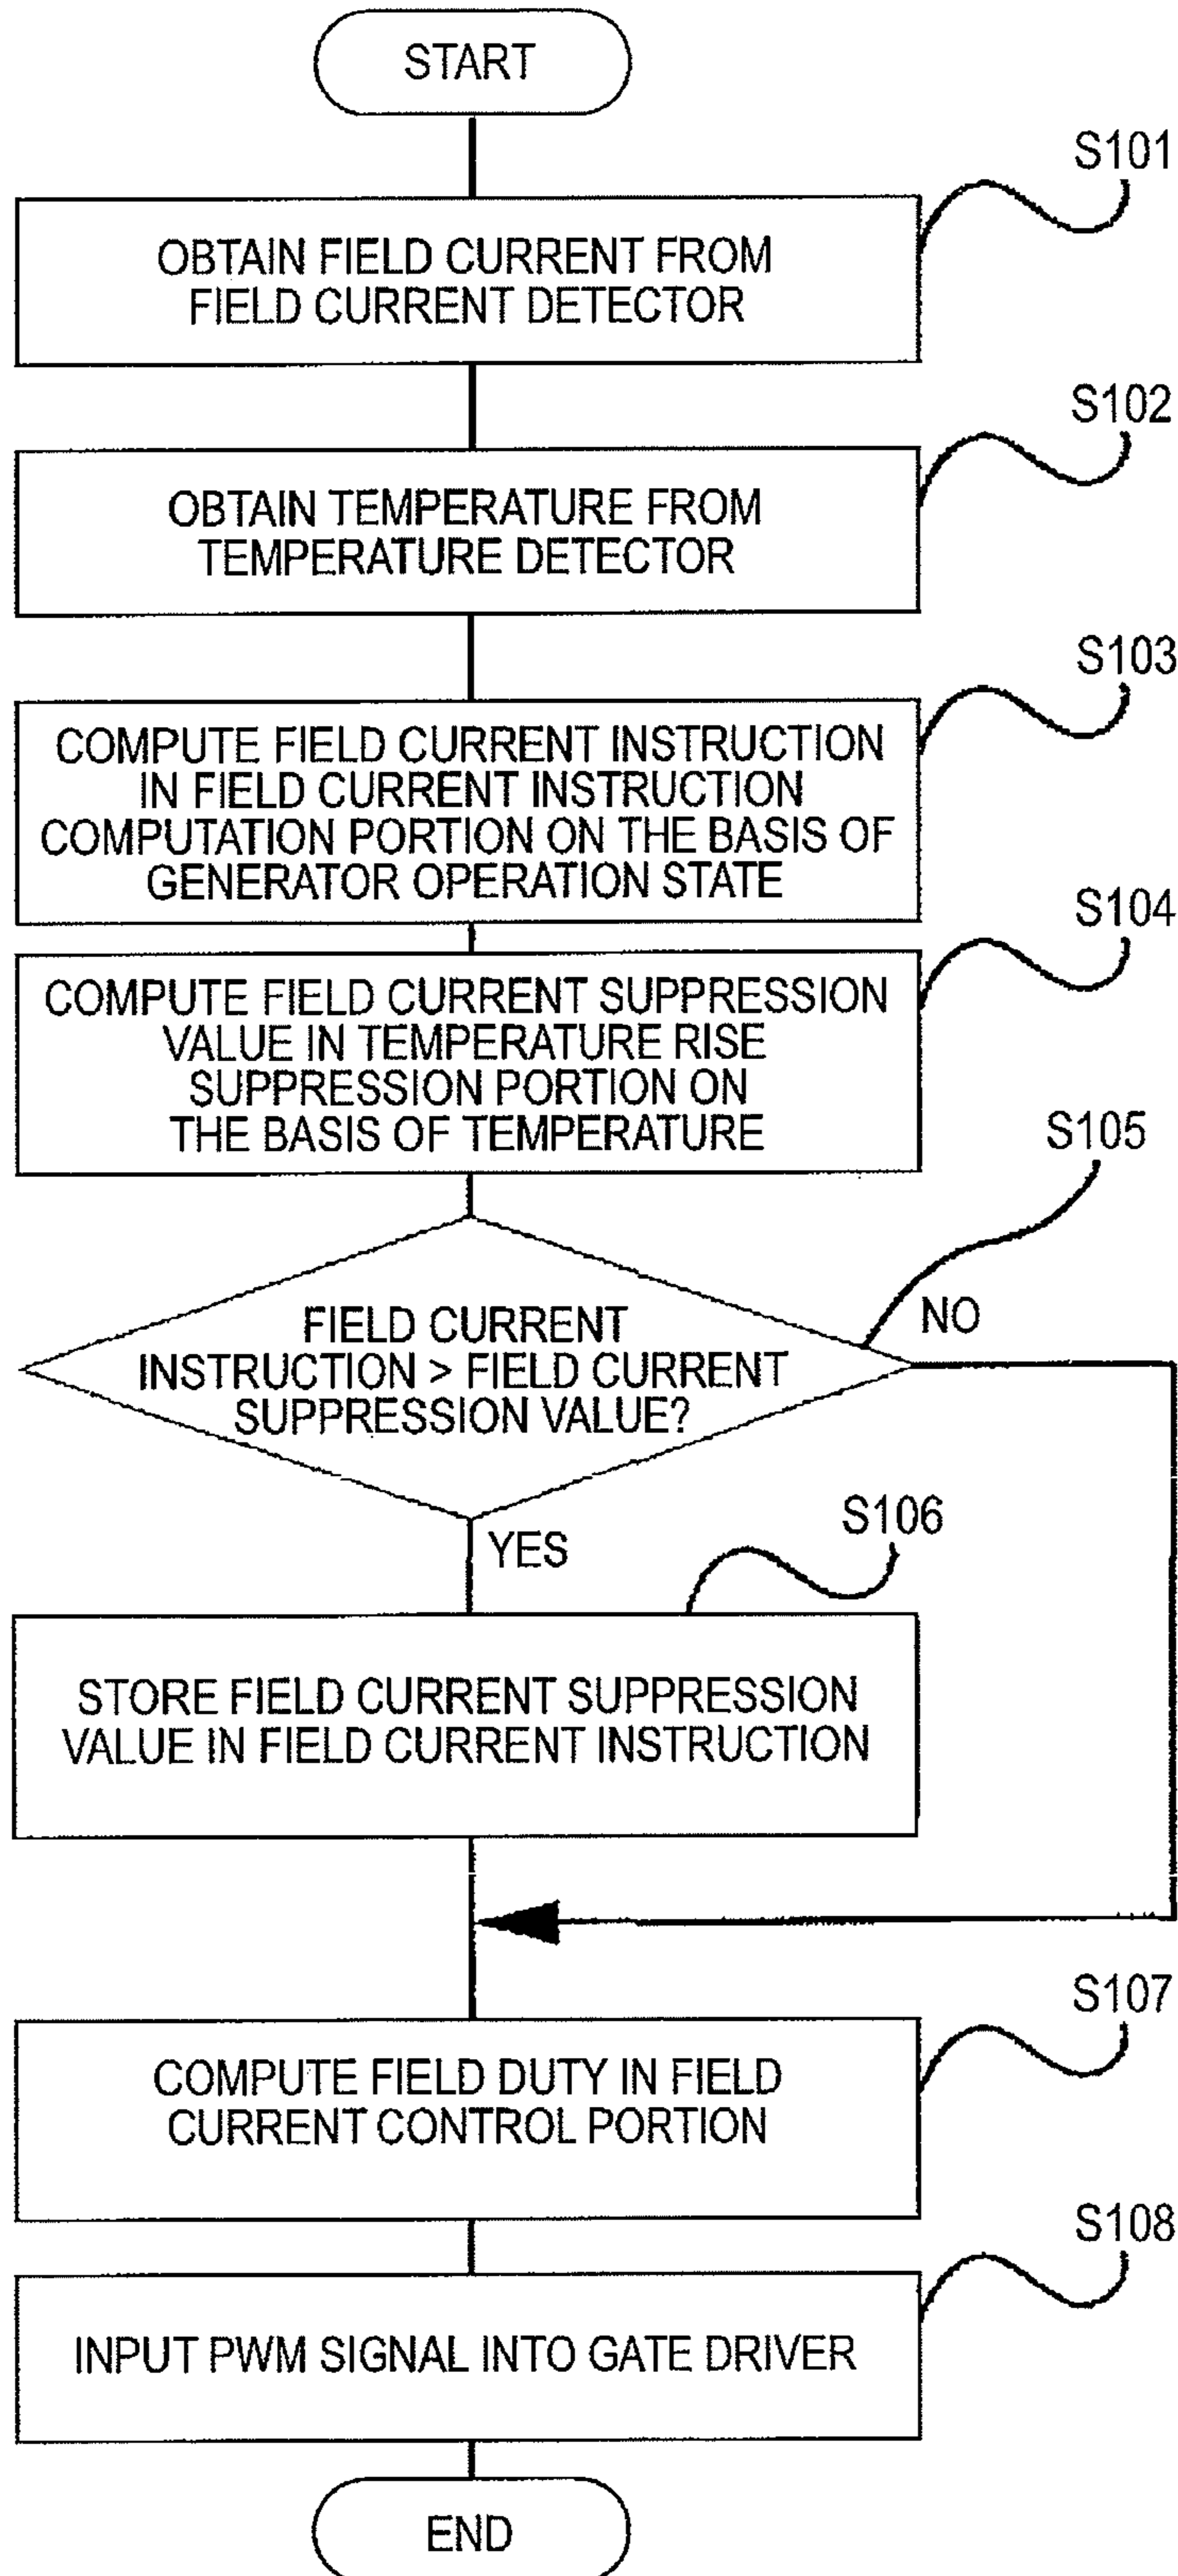 START
S101
OBTAIN FIELD CURRENT FROM
FIELD CURRENT DETECTOR
S102
OBTAIN TEMPERATURE FROM
TEMPERATURE DETECTOR
S103
COMPUTE FIELD CURRENT INSTRUCTION
IN FIELD CURRENT INSTRUCTION
COMPUTATION PORTION ON THE BASIS OF
GENERATOR OPERATION STATE
S104
COMPUTE FIELD CURRENT SUPPRESSION
VALUE IN TEMPERATURE RISE
SUPPRESSION PORTION ON
THE BASIS OF TEMPERATURE
S105
NO
FIELD CURRENT
INSTRUCTION > FIELD CURRENT
SUPPRESSION VALUE?
YES
S106
STORE FIELD CURRENT SUPPRESSION
VALUE IN FIELD CURRENT INSTRUCTION
S107
COMPUTE FIELD DUTY IN FIELD
CURRENT CONTROL PORTION
S108
INPUT PWM SIGNAL INTO GATE DRIVER
END